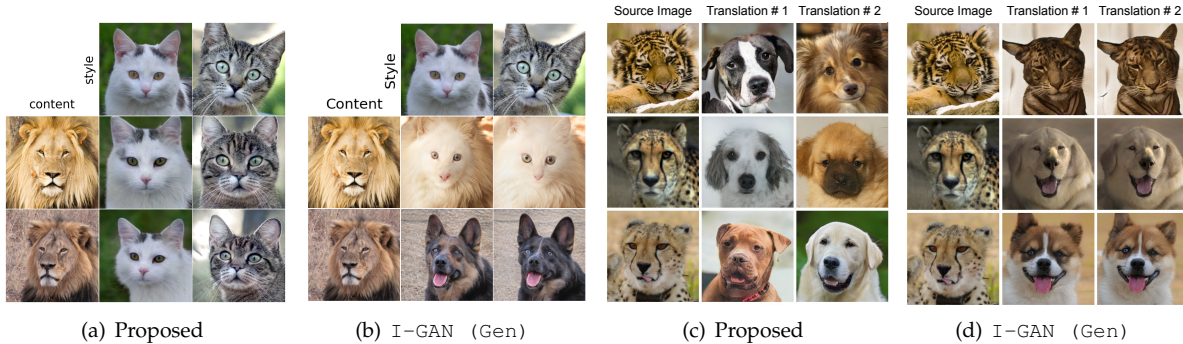 Source Image Translation # 1 Translation # 2 Source Image Translation # 1 Translation # 2
style Style
content Content
(a) Proposed (b) I-GAN (Gen) (c) Proposed (d) I-GAN (Gen)